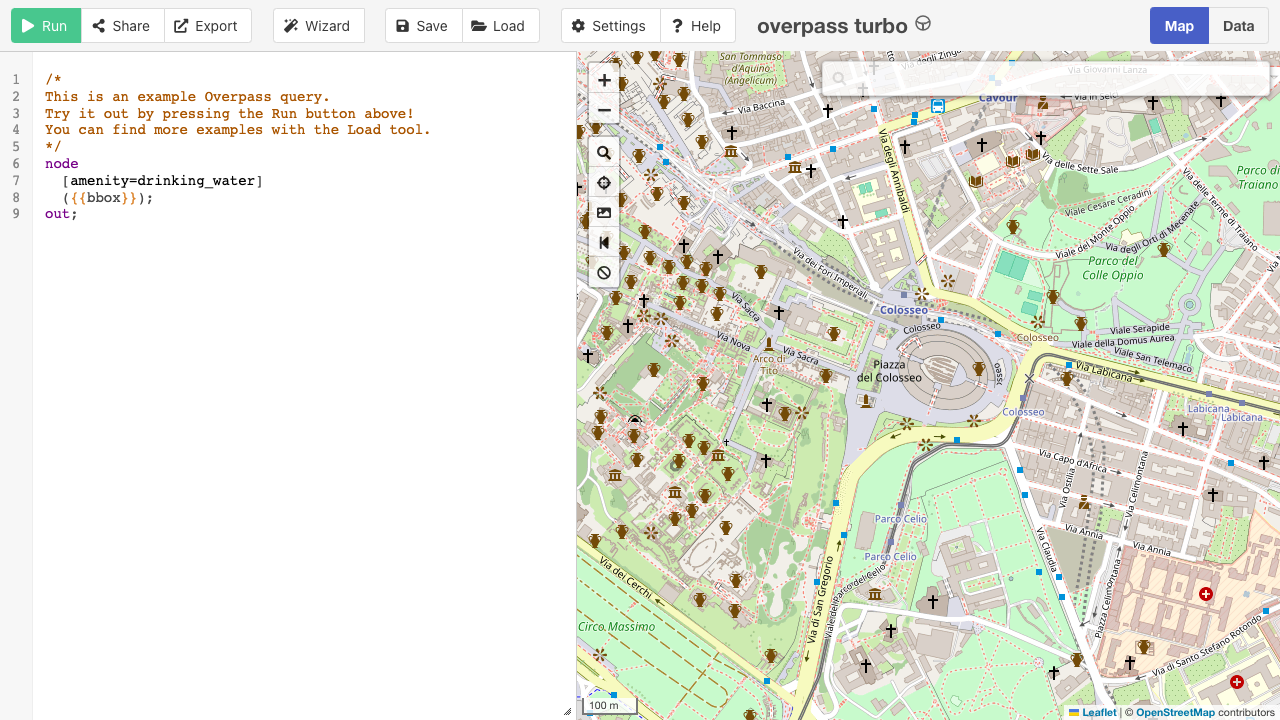 Run
Share
Export
Wizard
Save
Load
Settings
? Help
overpass turbo
Map
Data
1 /*
2 This is an example Overpass query.
3 Try it out by pressing the Run button above!
4 You can find more examples with the Load tool.
5 */
6 node
7 [amenity=drinking_water]
8 ({{bbox}});
9 out;
+
−
San Tommaso
d'Aquino
(Angelicum)
Via Giovanni Lanza
Via Baccina
Cavour
Via in Selci
Via degli Annibaldi
Via delle Sette Sale
Parco di
Traiano
Via delle Terme di Traiano
Viale Cesare Ceradini
Viale del Monte Oppio
Via degli Orti di Mecenate
Parco del
Colle Oppio
Via dei Fori Imperiali
Via Sacra
Colosseo
Colosseo
Colosseo
Viale Serapide
Viale della Domus Aurea
Viale San Telemaco
Via Nova
Via Sacra
Arco di
Tito
Piazza
del Colosseo
Via Labicana
Colosseo
Labicana
Labicana
Via Capo d'Africa
Via Ostilia
Via Celimontana
Parco Celio
Via Annia
Via Annia
Parco Celio
Via Claudia
Via dei Cerchi
Via di San Gregorio
Viale del Parco del Celio
Piazza Celimontana
Circo Massimo
Via di Santo Stefano Rotondo
100 m
Leaflet | © OpenStreetMap contributors